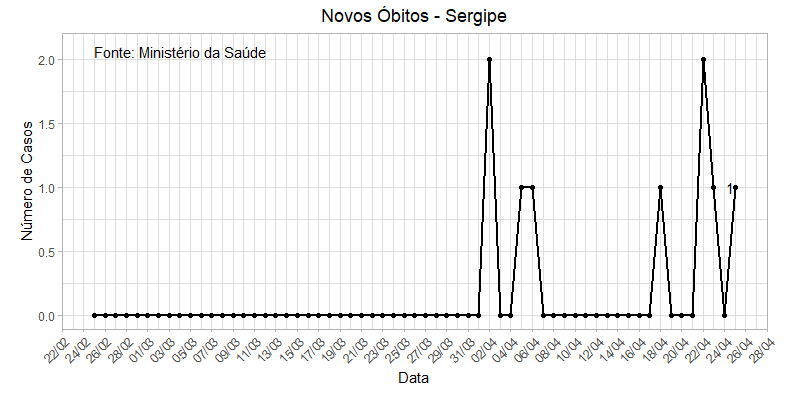 Novos Óbitos - Sergipe
Fonte: Ministério da Saúde
2.0
1.5
1.0
0.5
0.0
Número de Casos
1
22/02 24/02 26/02 28/02 01/03 03/03 05/03 07/03 09/03 11/03 13/03 15/03 17/03 19/03 21/03 23/03 25/03 27/03 29/03 31/03 02/04 04/04 06/04 08/04 10/04 12/04 14/04 16/04 18/04 20/04 22/04 24/04 26/04 28/04
Data